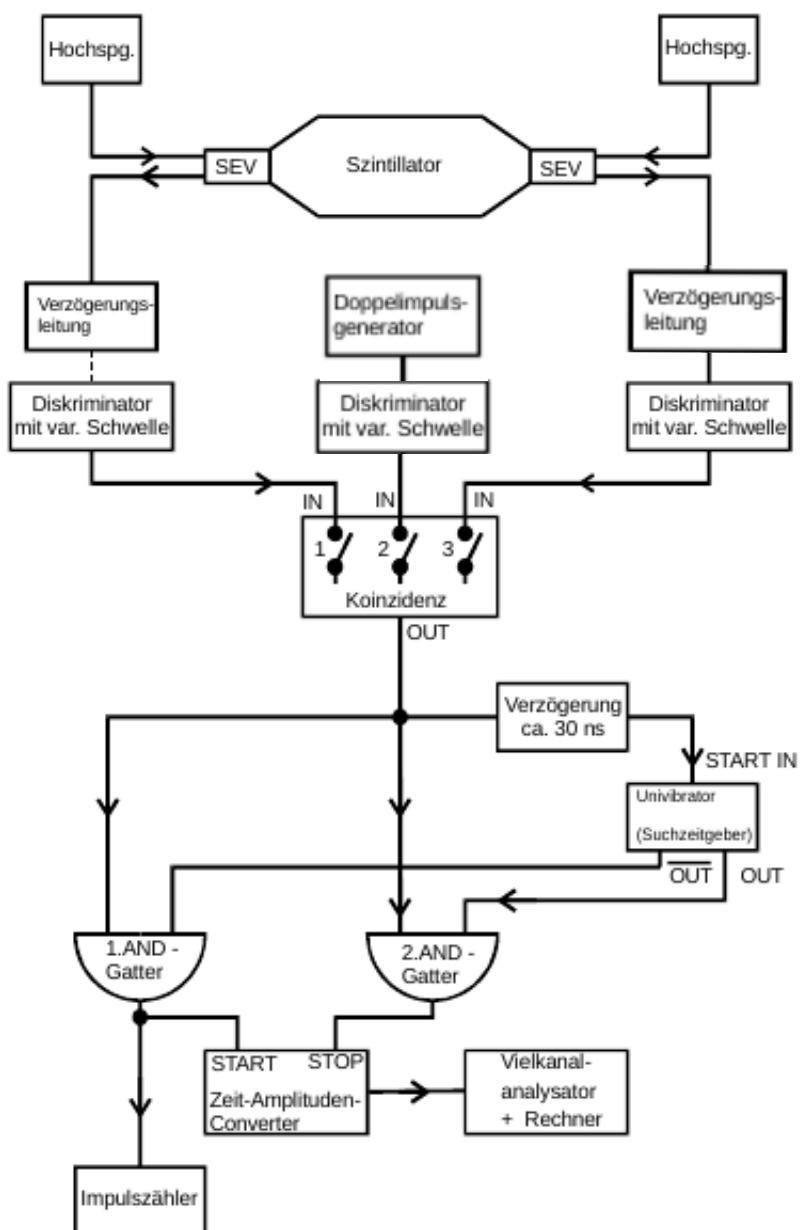 Hochspg.
Hochspg.
SEV
Szintillator
SEV
Verzögerungs-
leitung
Doppelimpuls-
generator
Verzögerungs-
leitung
Diskriminator
mit var. Schwelle
Diskriminator
mit var. Schwelle
Diskriminator
mit var. Schwelle
IN
IN
IN
1
2
3
Koinzidenz
OUT
Verzögerung
ca. 30 ns
START IN
Univibrator
(Suchzeitgeber)
OUT
OUT
1.AND -
Gatter
2.AND -
Gatter
START
STOP
Zeit-Amplituden-
Converter
Vielkanal-
analysator
+ Rechner
Impulszähler